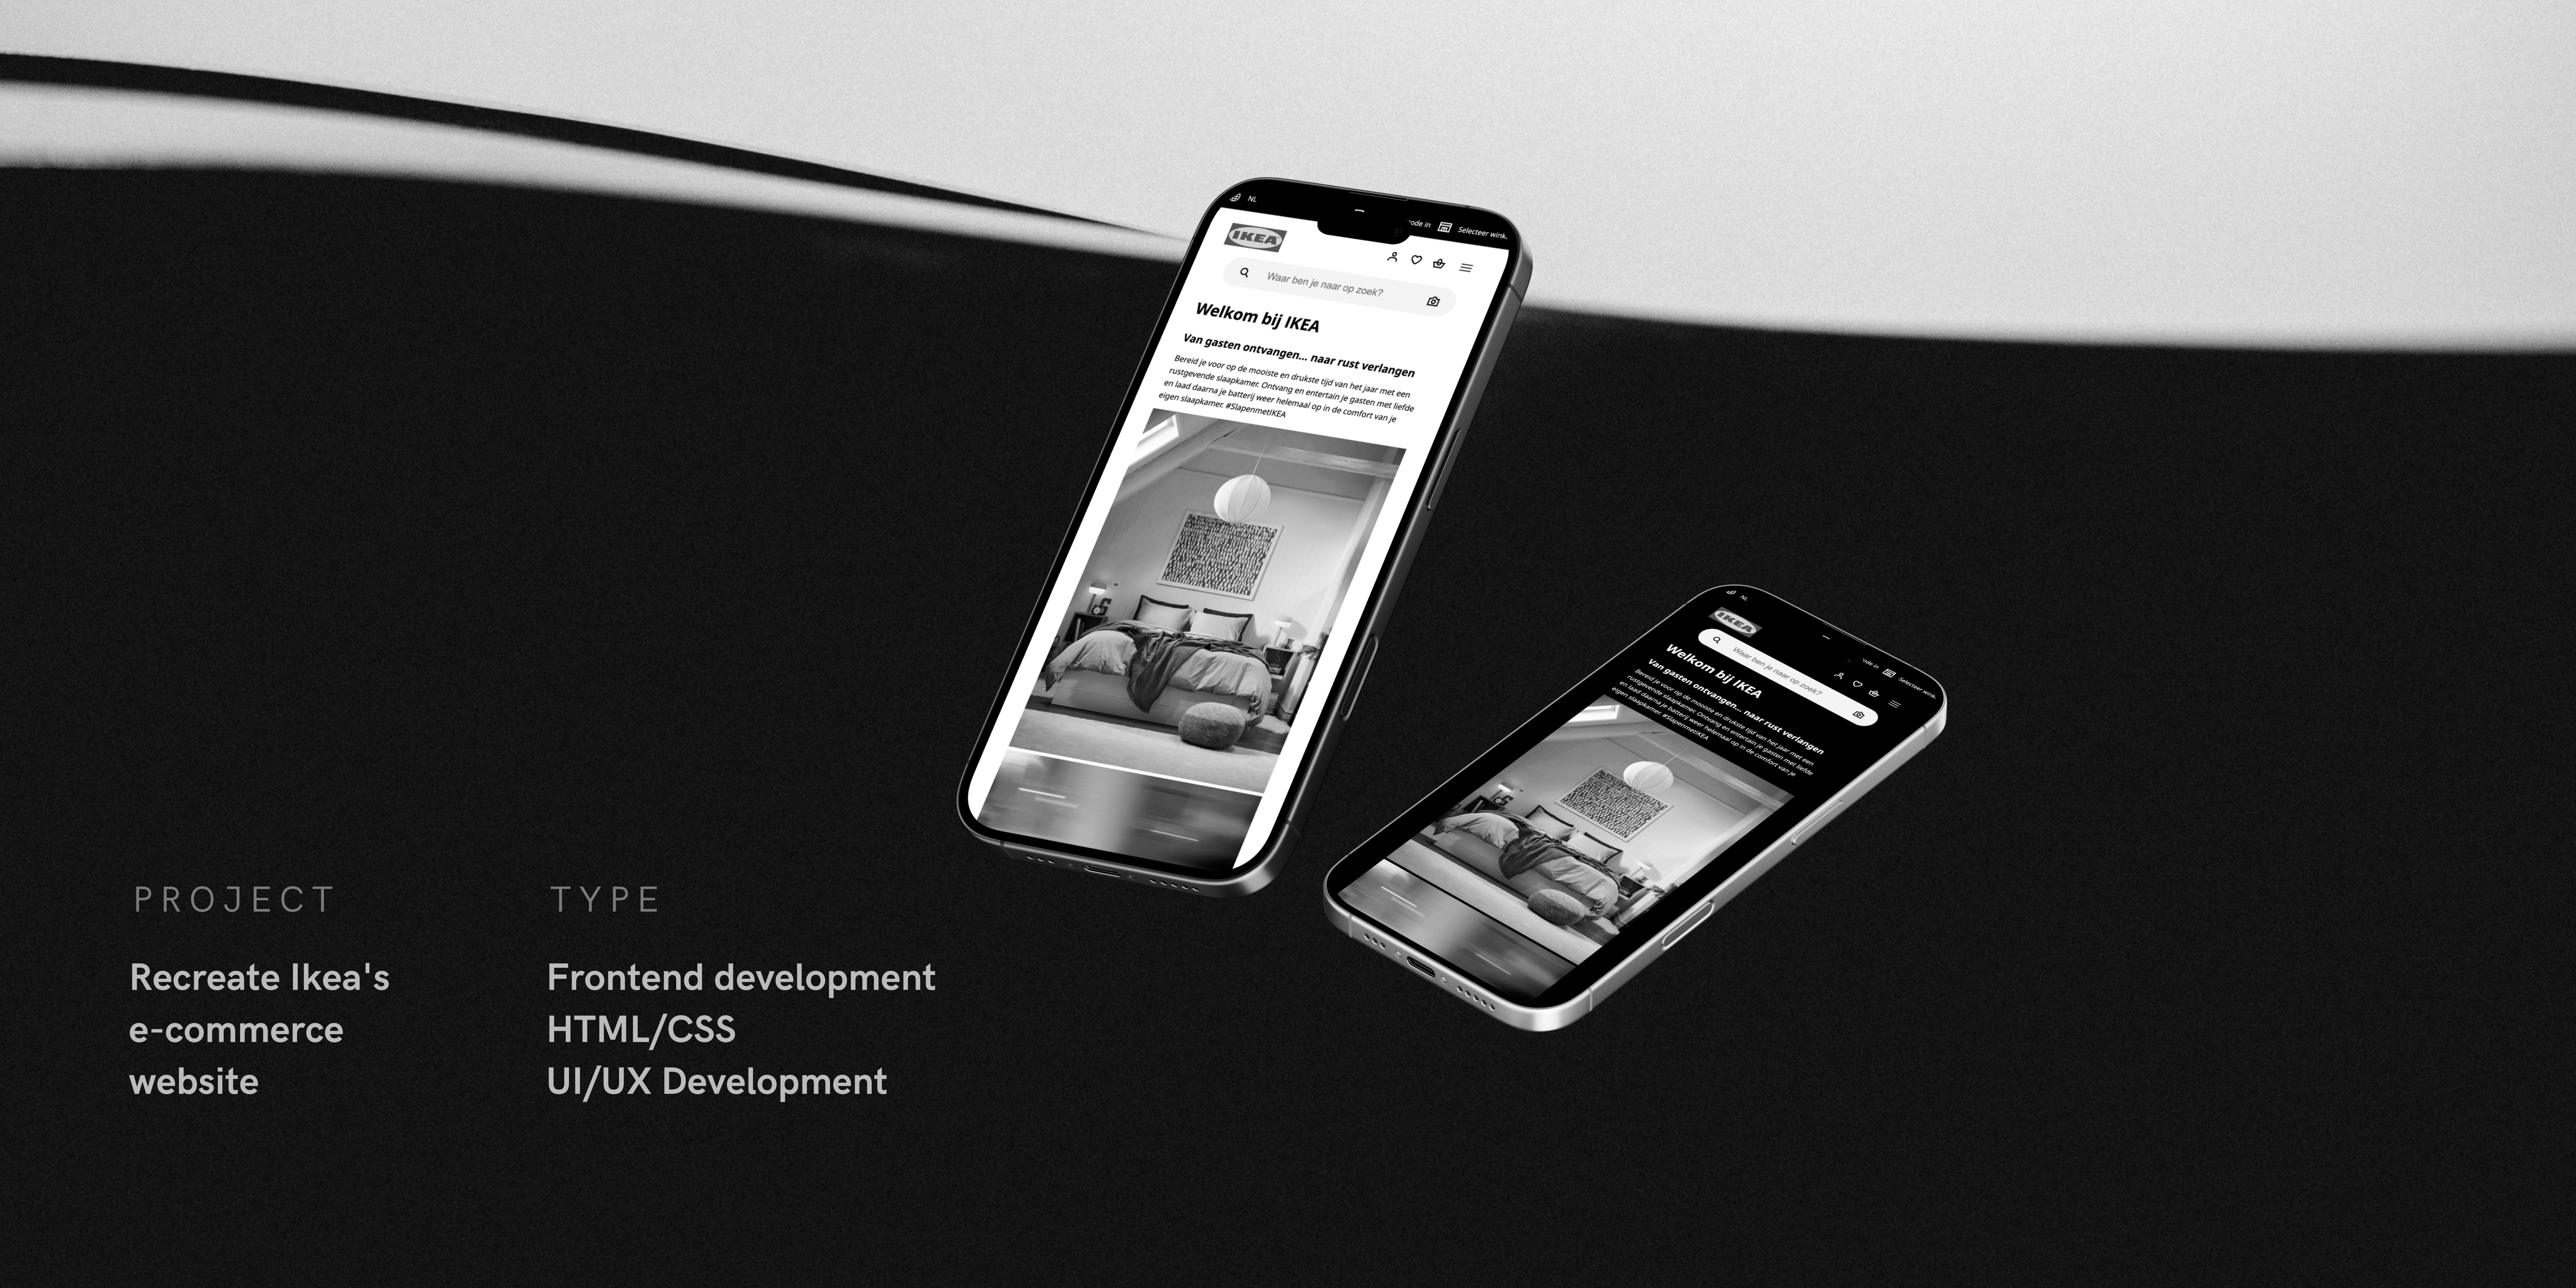 NL
ode in
Selecteer wink.
IKEA
Waar ben je naar op zoek?
Welkom bij IKEA
Van gasten ontvangen... naar rust verlangen
Bereid je voor op de mooiste en drukste tijd van het jaar met een
rustgevende slaapkamer. Ontvang en entertain je gasten met liefde
en laad daarna je batterij weer helemaal op in de comfort van je
eigen slaapkamer. #SlapenmetIKEA
NL
ode in
Selecteer wink.
IKEA
Waar ben je naar op zoek?
Welkom bij IKEA
Van gasten ontvangen... naar rust verlangen
Bereid je voor op de mooiste en drukste tijd van het jaar met een
rustgevende slaapkamer. Ontvang en entertain je gasten met liefde
en laad daarna je batterij weer helemaal op in de comfort van je
eigen slaapkamer. #SlapenmetIKEA
PROJECT
Recreate Ikea's
e-commerce
website
TYPE
Frontend development
HTML/CSS
UI/UX Development